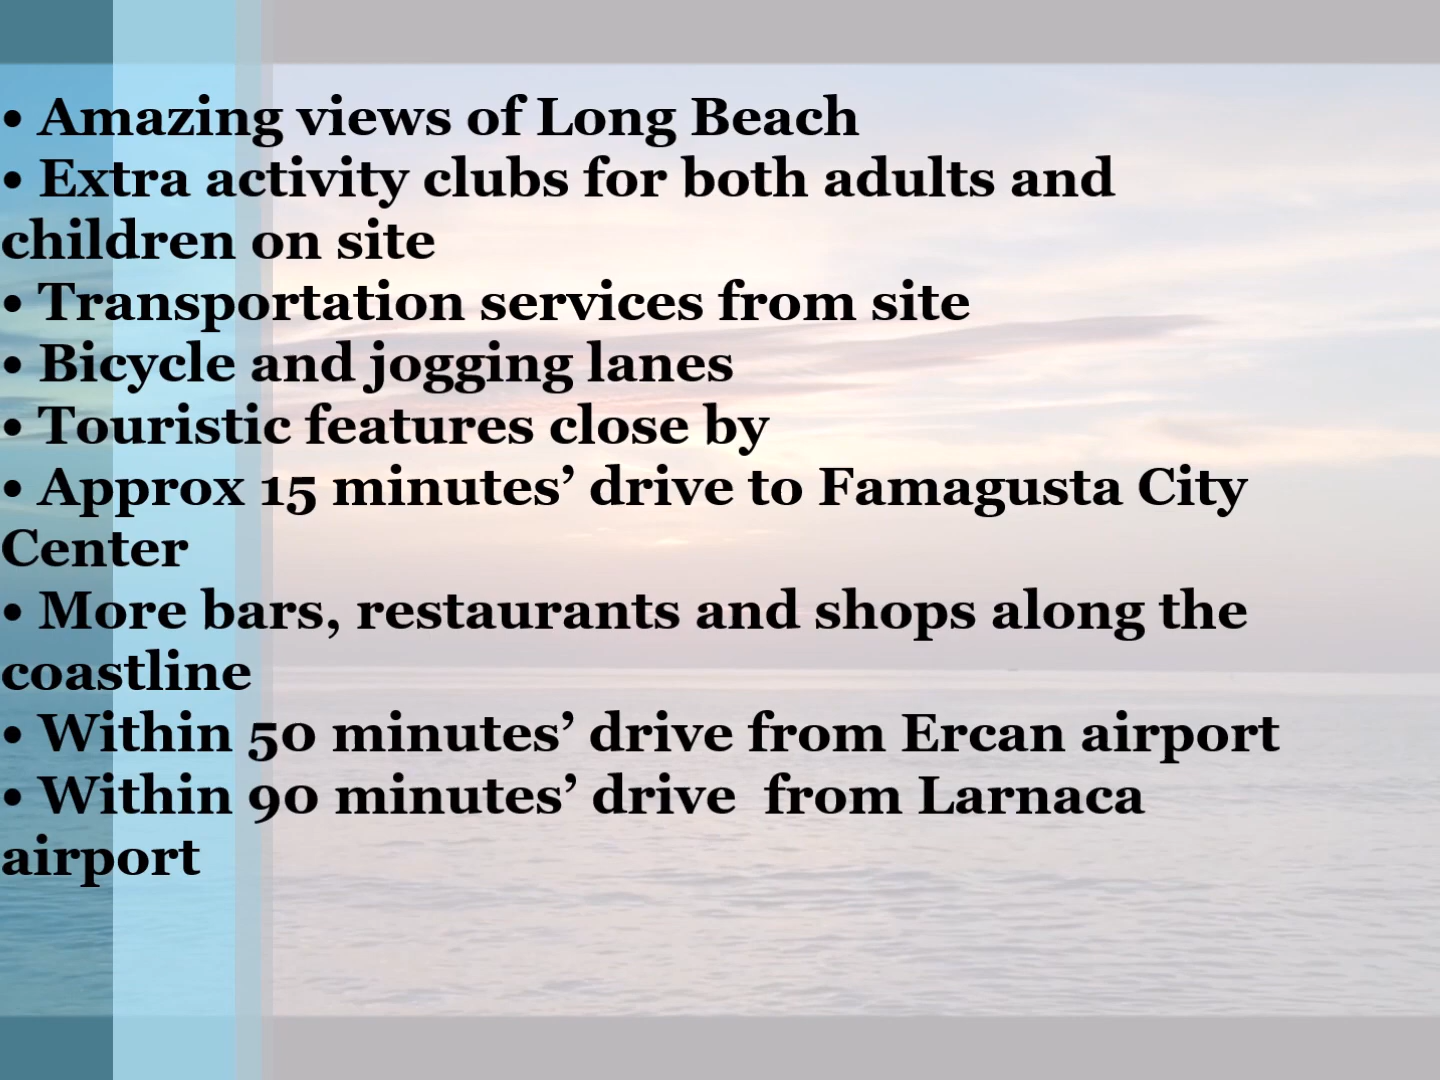 • Amazing views of Long Beach
• Extra activity clubs for both adults and
children on site
• Transportation services from site
• Bicycle and jogging lanes
• Touristic features close by
• Approx 15 minutes’ drive to Famagusta City
Center
• More bars, restaurants and shops along the
coastline
• Within 50 minutes’ drive from Ercan airport
• Within 90 minutes’ drive  from Larnaca
airport